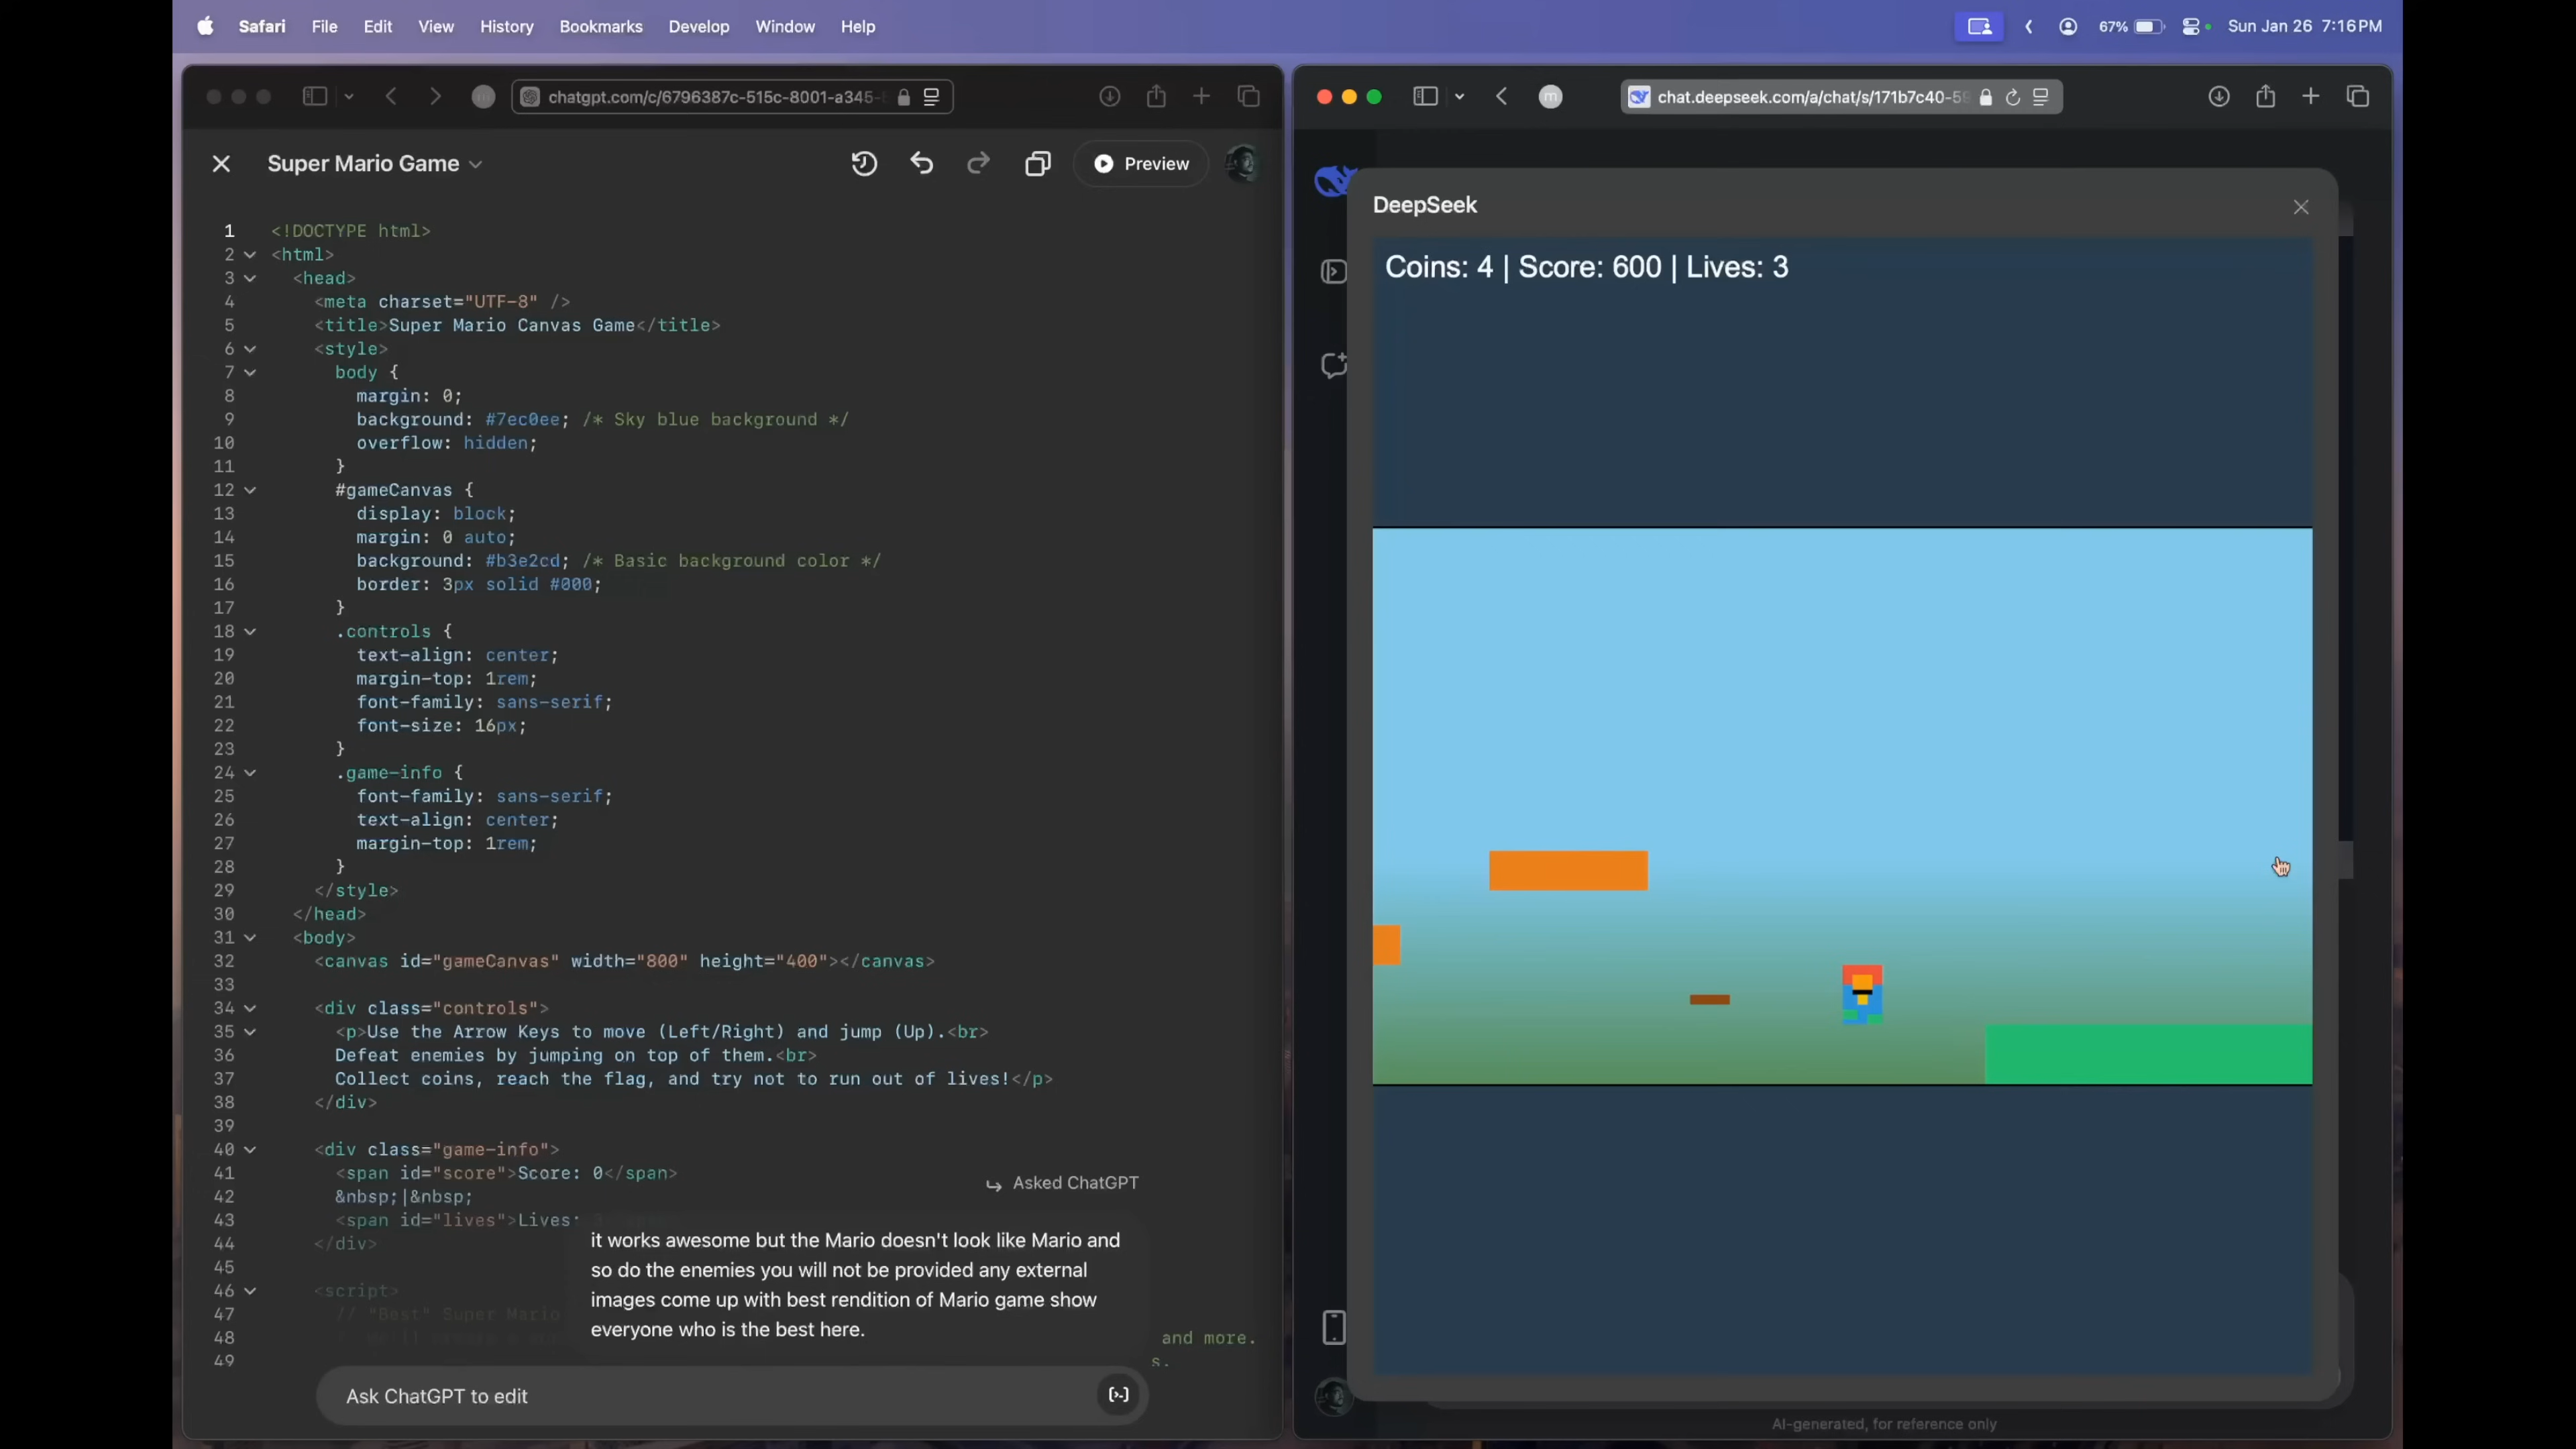 Safari File Edit View History Bookmarks Develop Window Help
67% Sun Jan 26 7:16 PM
chatgpt.com/c/6796387c-515c-8001-a345-
Super Mario Game
Preview
1 <!DOCTYPE html>
2 <html>
3 <head>
4 <meta charset="UTF-8" />
5 <title>Super Mario Canvas Game</title>
6 <style>
7 body {
8 margin: 0;
9 background: #7ec0ee; /* Sky blue background */
10 overflow: hidden;
11 }
12 #gameCanvas {
13 display: block;
14 margin: 0 auto;
15 background: #b3e2cd; /* Basic background color */
16 border: 3px solid #000;
17 }
18 .controls {
19 text-align: center;
20 margin-top: 1rem;
21 font-family: sans-serif;
22 font-size: 16px;
23 }
24 .game-info {
25 font-family: sans-serif;
26 text-align: center;
27 margin-top: 1rem;
28 }
29 </style>
30 </head>
31 <body>
32 <canvas id="gameCanvas" width="800" height="400"></canvas>
33
34 <div class="controls">
35 <p>Use the Arrow Keys to move (Left/Right) and jump (Up).<br>
36 Defeat enemies by jumping on top of them.<br>
37 Collect coins, reach the flag, and try not to run out of lives!</p>
38 </div>
39
40 <div class="game-info">
41 <span id="score">Score: 0</span>
42 &nbsp;|&nbsp;
43 <span id="lives">Lives:
44 </div>
45
46 <script>
47 // "Best" Super Mario
48
and more.
49
s.
Asked ChatGPT
it works awesome but the Mario doesn't look like Mario and
so do the enemies you will not be provided any external
images come up with best rendition of Mario game show
everyone who is the best here.
Ask ChatGPT to edit
m
chat.deepseek.com/a/chat/s/171b7c40-
DeepSeek
Coins: 4 | Score: 600 | Lives: 3
AI-generated, for reference only